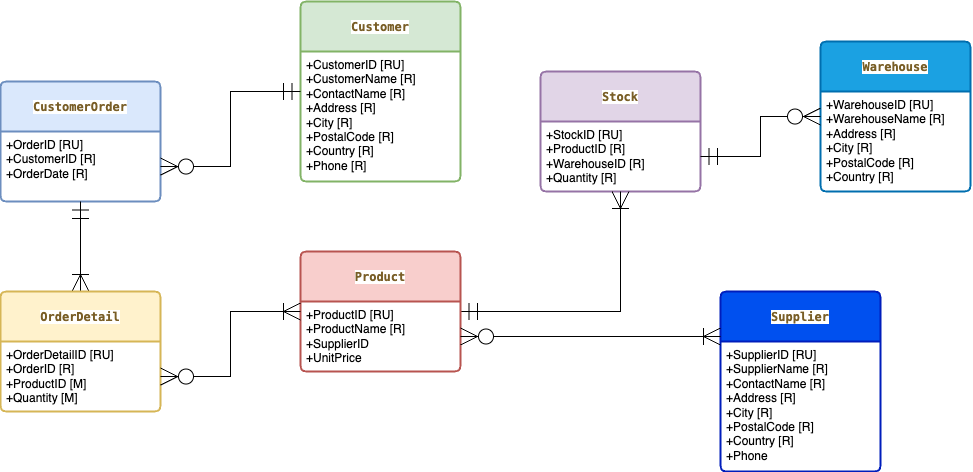 Customer
+CustomerID [RU]
+CustomerName [R]
+ContactName [R]
+Address [R]
+City [R]
+PostalCode [R]
+Country [R]
+Phone [R]
Warehouse
+WarehouseID [RU]
+WarehouseName [R]
+Address [R]
+City [R]
+PostalCode [R]
+Country [R]
Stock
+StockID [RU]
+ProductID [R]
+WarehouseID [R]
+Quantity [R]
CustomerOrder
+OrderID [RU]
+CustomerID [R]
+OrderDate [R]
Product
+ProductID [RU]
+ProductName [R]
+SupplierID
+UnitPrice
OrderDetail
+OrderDetailID [RU]
+OrderID [R]
+ProductID [M]
+Quantity [M]
Supplier
+SupplierID [RU]
+SupplierName [R]
+ContactName [R]
+Address [R]
+City [R]
+PostalCode [R]
+Country [R]
+Phone